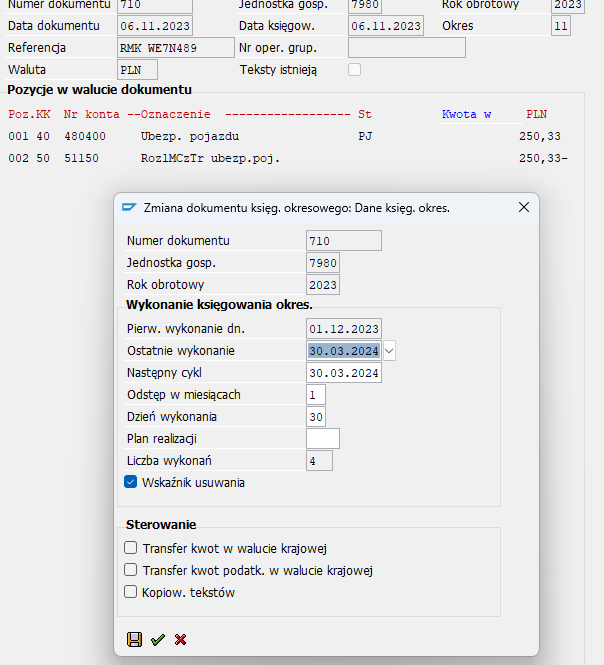 Numer dokumentu 710 Jednostka gosp. 7980 Rok obrotowy 2023
Data dokumentu 06.11.2023 Data księgow. 06.11.2023 Okres 11
Referencja RMK WE7N489 Nr oper. grup.
Waluta PLN Teksty istnieją
Pozycje w walucie dokumentu
Poz.KK Nr konta --Oznaczenie ------------------ St Kwota w PLN
001 40 480400 Ubezp. pojazdu PJ 250,33
002 50 51150 RozlMCzTr ubezp.poj. 250,33-
Zmiana dokumentu księg. okresowego: Dane księg. okres.
Numer dokumentu 710
Jednostka gosp. 7980
Rok obrotowy 2023
Wykonanie księgowania okres.
Pierw. wykonanie dn. 01.12.2023
Ostatnie wykonanie 30.03.2024
Następny cykl 30.03.2024
Odstęp w miesiącach 1
Dzień wykonania 30
Plan realizacji
Liczba wykonań 4
Wskaźnik usuwania
Sterowanie
Transfer kwot w walucie krajowej
Transfer kwot podatk. w walucie krajowej
Kopiow. tekstów